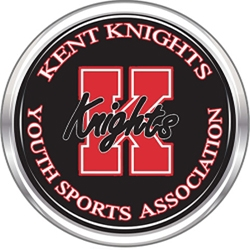 KENT KNIGHTS
K
Knights
YOUTH SPORTS ASSOCIATION